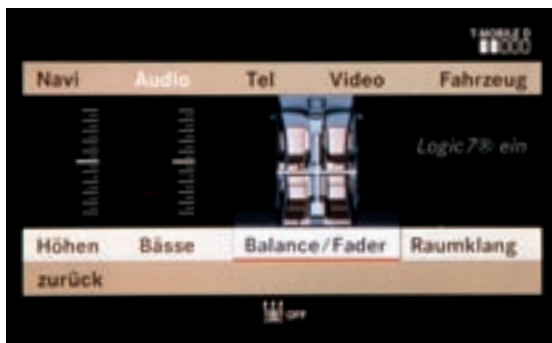 T-MOBILE D
Navi Audio Tel Video Fahrzeug
Logic7® ein
Höhen Bässe Balance/Fader Raumklang
zurück
OFF